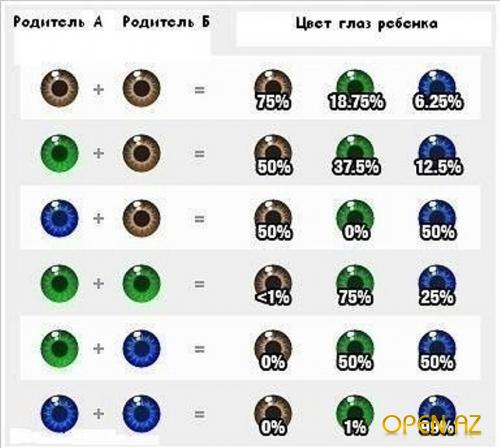 Родитель А Родитель Б Цвет глаз ребенка
+ = 75% 18.75% 6.25%
+ = 50% 37.5% 12.5%
+ = 50% 0% 50%
+ = <1% 75% 25%
+ = 0% 50% 50%
+ = 0% 1% 99%
OPEN.AZ